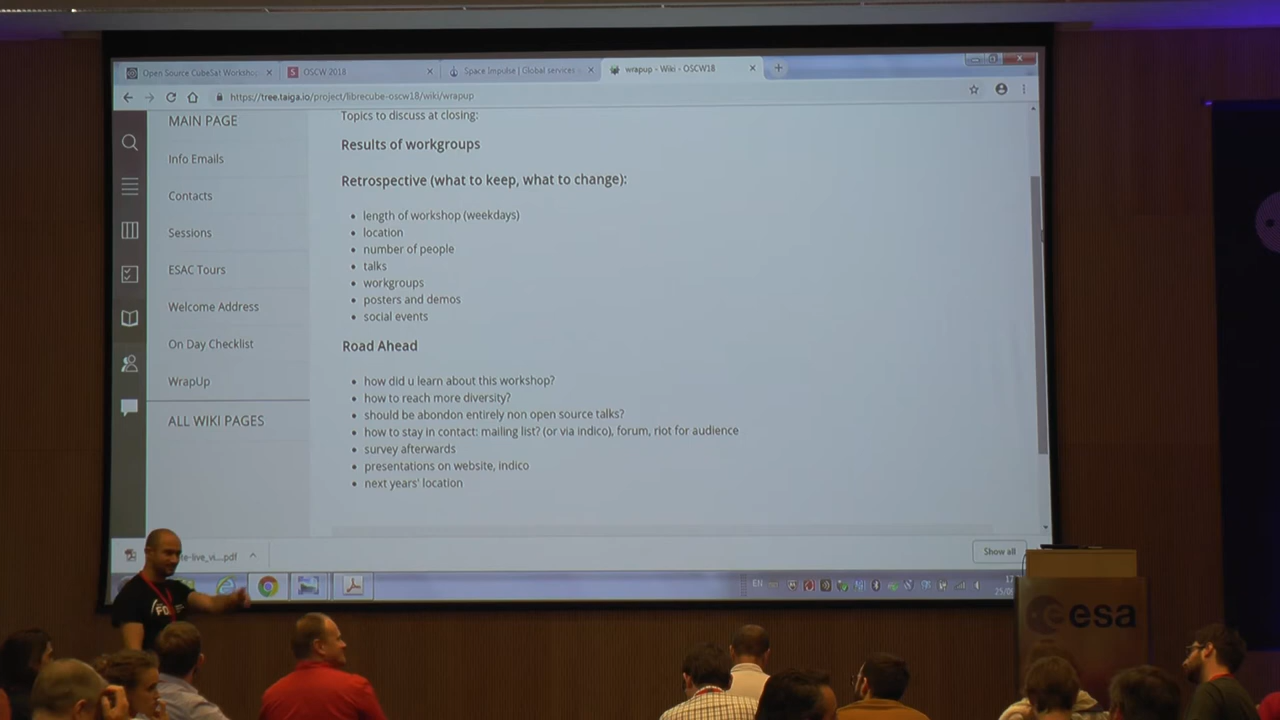 Open Source CubeSat Workshop
OSCW 2018
Space Impulse | Global services
wrapup - Wiki - OSCW18
https://tree.taiga.io/project/librecube-oscw18/wiki/wrapup
MAIN PAGE
Info Emails
Contacts
Sessions
ESAC Tours
Welcome Address
On Day Checklist
WrapUp
ALL WIKI PAGES
Topics to discuss at closing:
Results of workgroups
Retrospective (what to keep, what to change):
length of workshop (weekdays)
location
number of people
talks
workgroups
posters and demos
social events
Road Ahead
how did u learn about this workshop?
how to reach more diversity?
should be abondon entirely non open source talks?
how to stay in contact: mailing list? (or via indico), forum, riot for audience
survey afterwards
presentations on website, indico
next years' location
te-live_vi....pdf
Show all
EN
esa